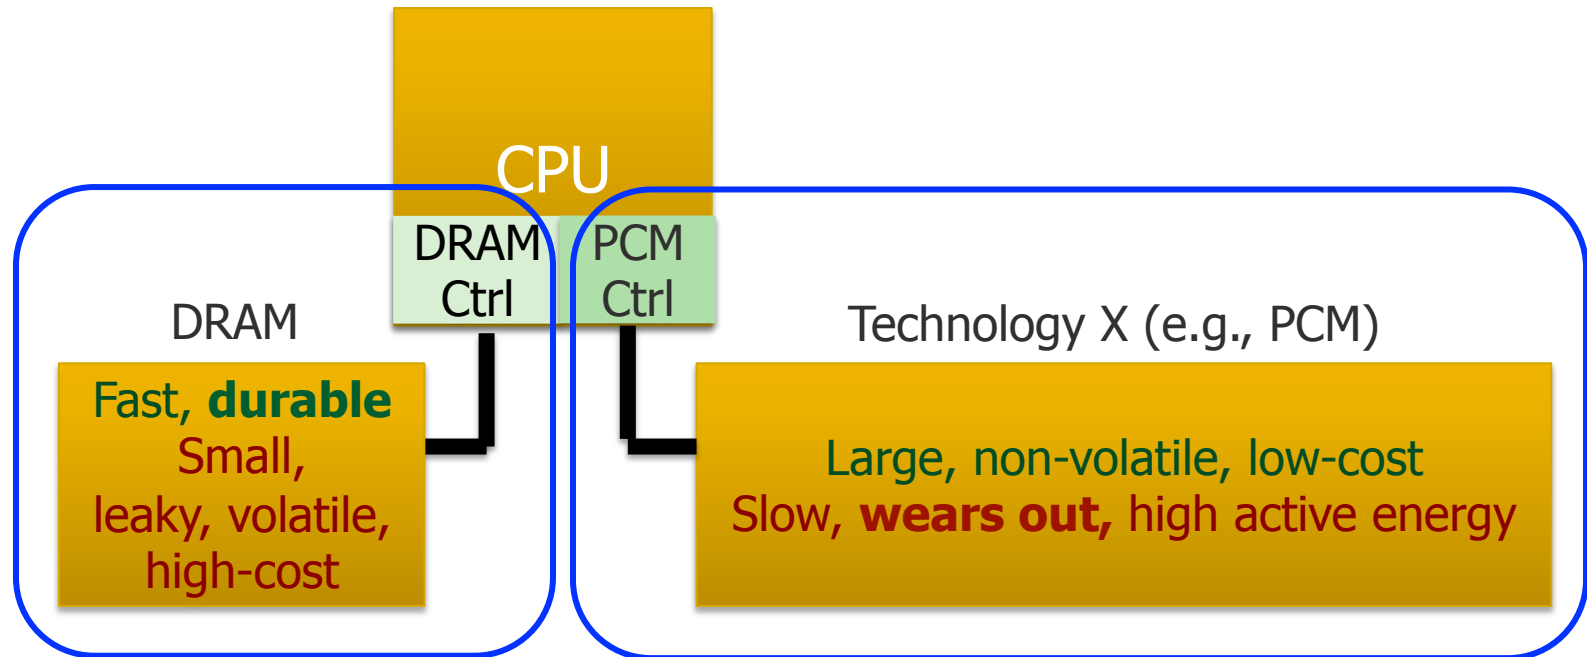 CPU
DRAM
Ctrl
PCM
Ctrl
DRAM
Fast, durable
Small,
leaky, volatile,
high-cost
Technology X (e.g., PCM)
Large, non-volatile, low-cost
Slow, wears out, high active energy